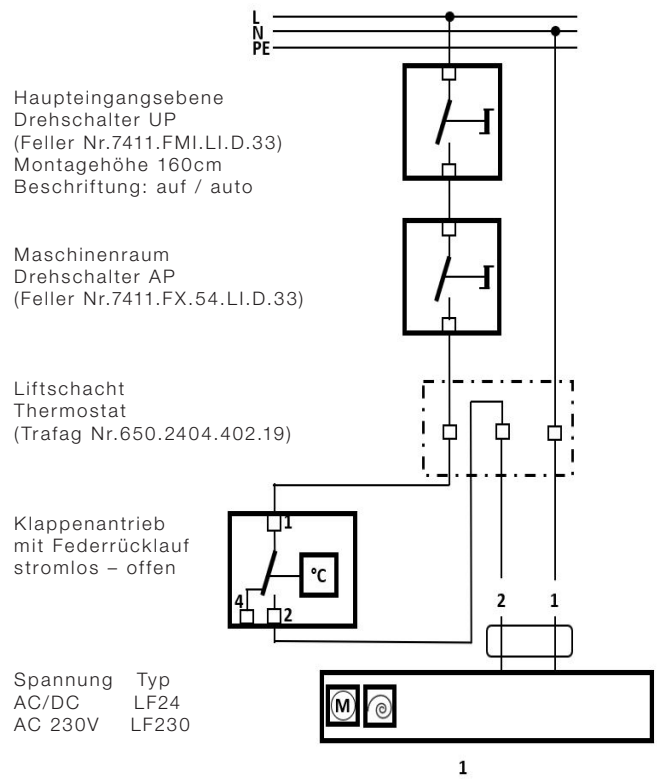 L
N
PE
Haupteingangsebene
Drehschalter UP
(Feller Nr.7411.FMI.LI.D.33)
Montagehöhe 160cm
Beschriftung: auf / auto
Maschinenraum
Drehschalter AP
(Feller Nr.7411.FX.54.LI.D.33)
Liftschacht
Thermostat
(Trafag Nr.650.2404.402.19)
Klappenantrieb
mit Federrücklauf
stromlos – offen
1
°C
4
2
2 1
Spannung Typ
AC/DC LF24
AC 230V LF230
M
1